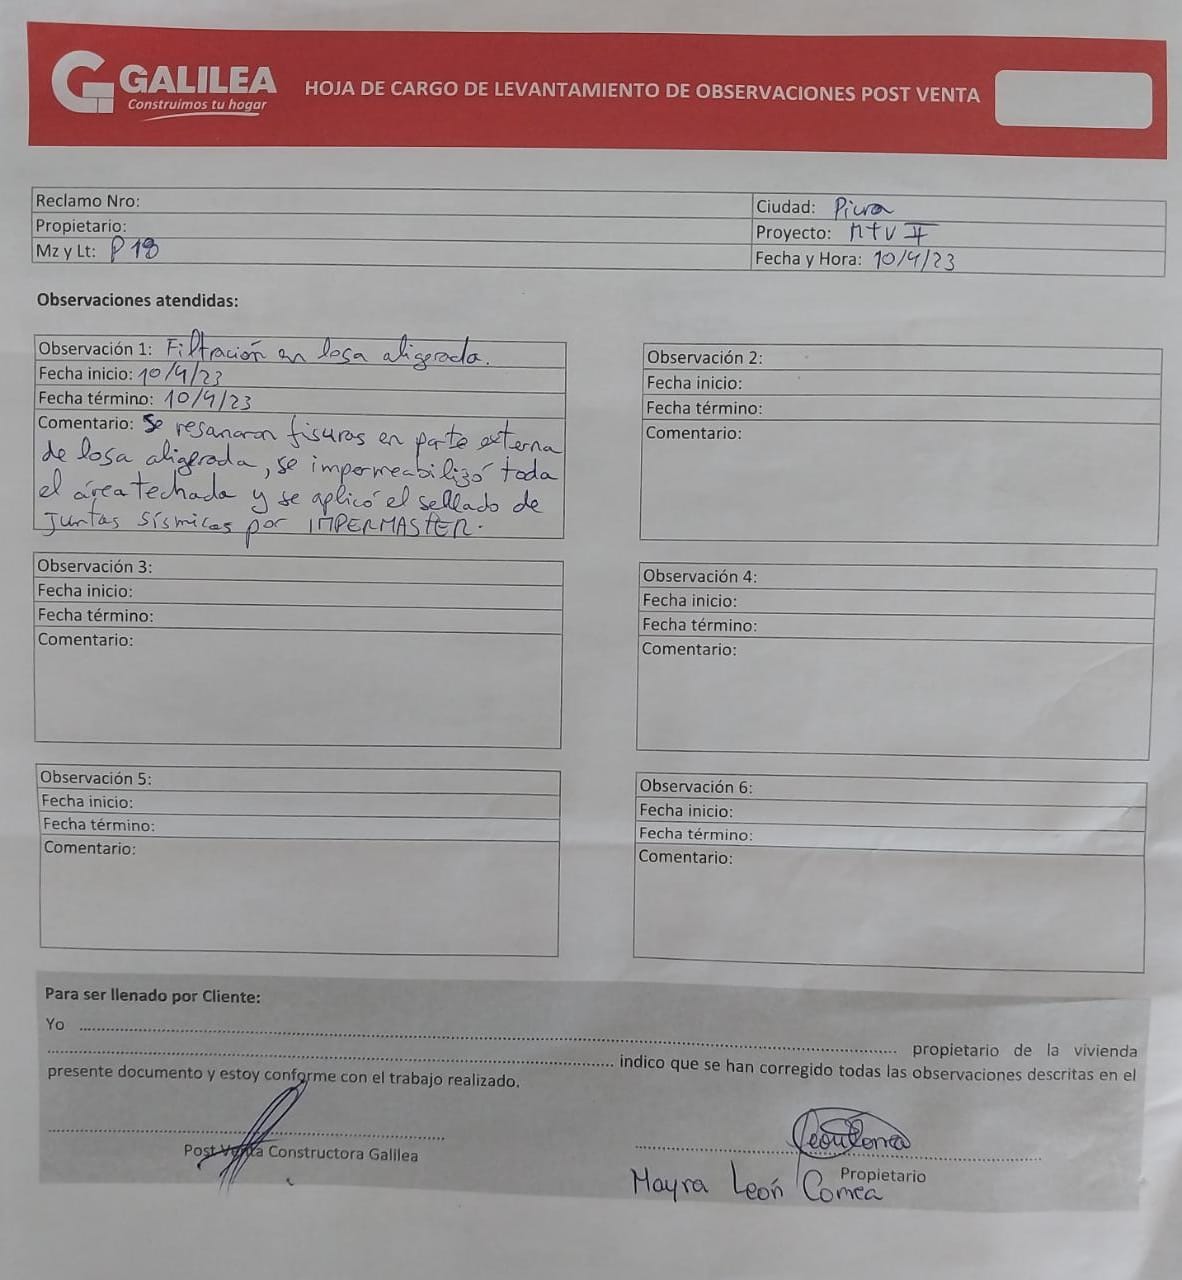 GALILEA
Construimos tu hogar
HOJA DE CARGO DE LEVANTAMIENTO DE OBSERVACIONES POST VENTA
Reclamo Nro:
Propietario:
Mz y Lt: P 18
Ciudad: Piura
Proyecto: MTV II
Fecha y Hora: 10/4/23
Observaciones atendidas:
Observación 1: Filtración en losa aligerada.
Fecha inicio: 10/4/23
Fecha término: 10/4/23
Comentario: Se resanaron fisuras en parte externa
de losa aligerada, se impermeabilizó toda
el área techada y se aplicó el sellado de
juntas sísmicas por IMPERMASTER.
Observación 2:
Fecha inicio:
Fecha término:
Comentario:
Observación 3:
Fecha inicio:
Fecha término:
Comentario:
Observación 4:
Fecha inicio:
Fecha término:
Comentario:
Observación 5:
Fecha inicio:
Fecha término:
Comentario:
Observación 6:
Fecha inicio:
Fecha término:
Comentario:
Para ser llenado por Cliente:
Yo ........................................ propietario de la vivienda
........................................ indico que se han corregido todas las observaciones descritas en el
presente documento y estoy conforme con el trabajo realizado.
Post Venta Constructora Galilea
León Correa
Propietario
Mayra León Correa